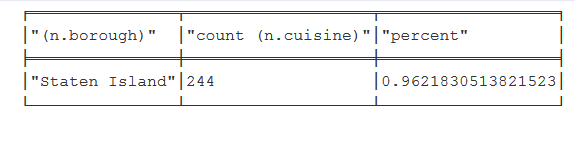 "(n.borough)" "count (n.cuisine)" "percent"
"Staten Island" 244 0.9621830513821523